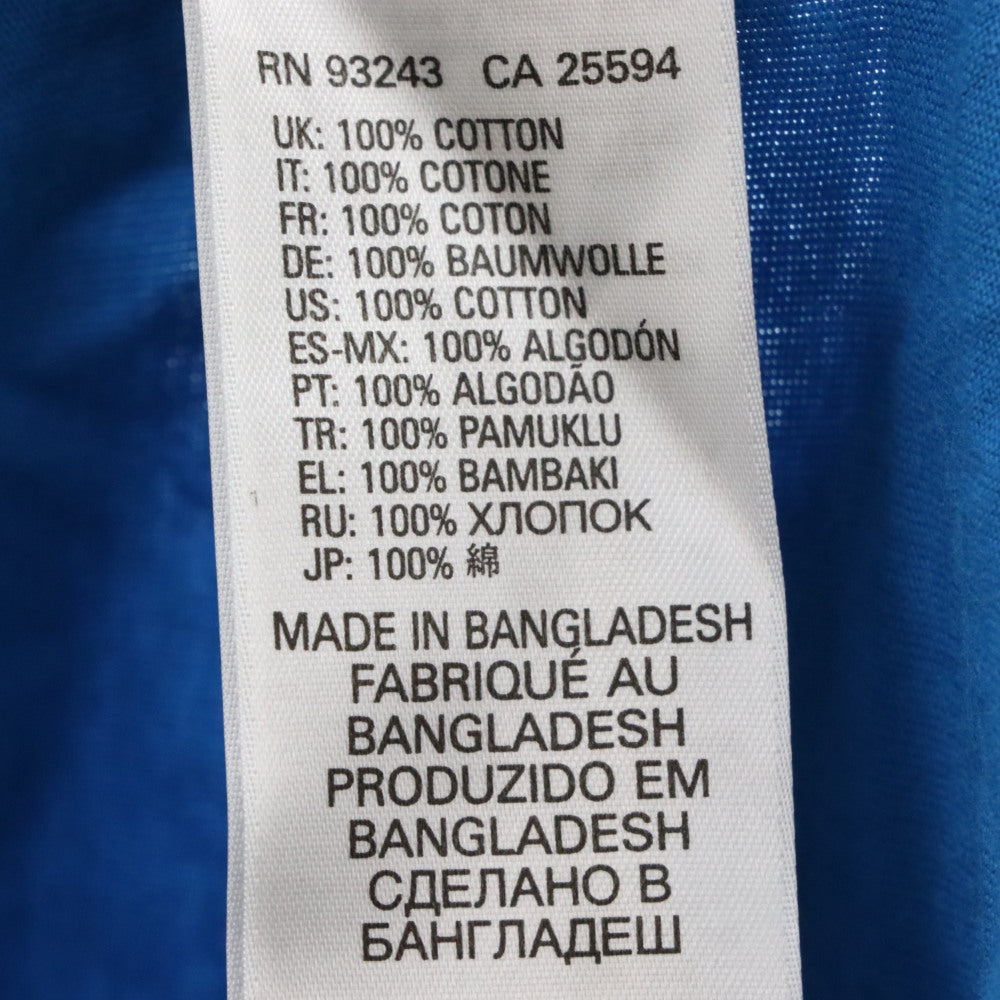 RN 93243 CA 25594
UK: 100% COTTON
IT: 100% COTONE
FR: 100% COTON
DE: 100% BAUMWOLLE
US: 100% COTTON
ES-MX: 100% ALGODÓN
PT: 100% ALGODÃO
TR: 100% PAMUKLU
EL: 100% BAMBAKI
RU: 100% ХЛОПОК
JP: 100% 綿
MADE IN BANGLADESH
FABRIQUÉ AU
BANGLADESH
PRODUZIDO EM
BANGLADESH
СДЕЛАНО В
БАНГЛАДЕШ